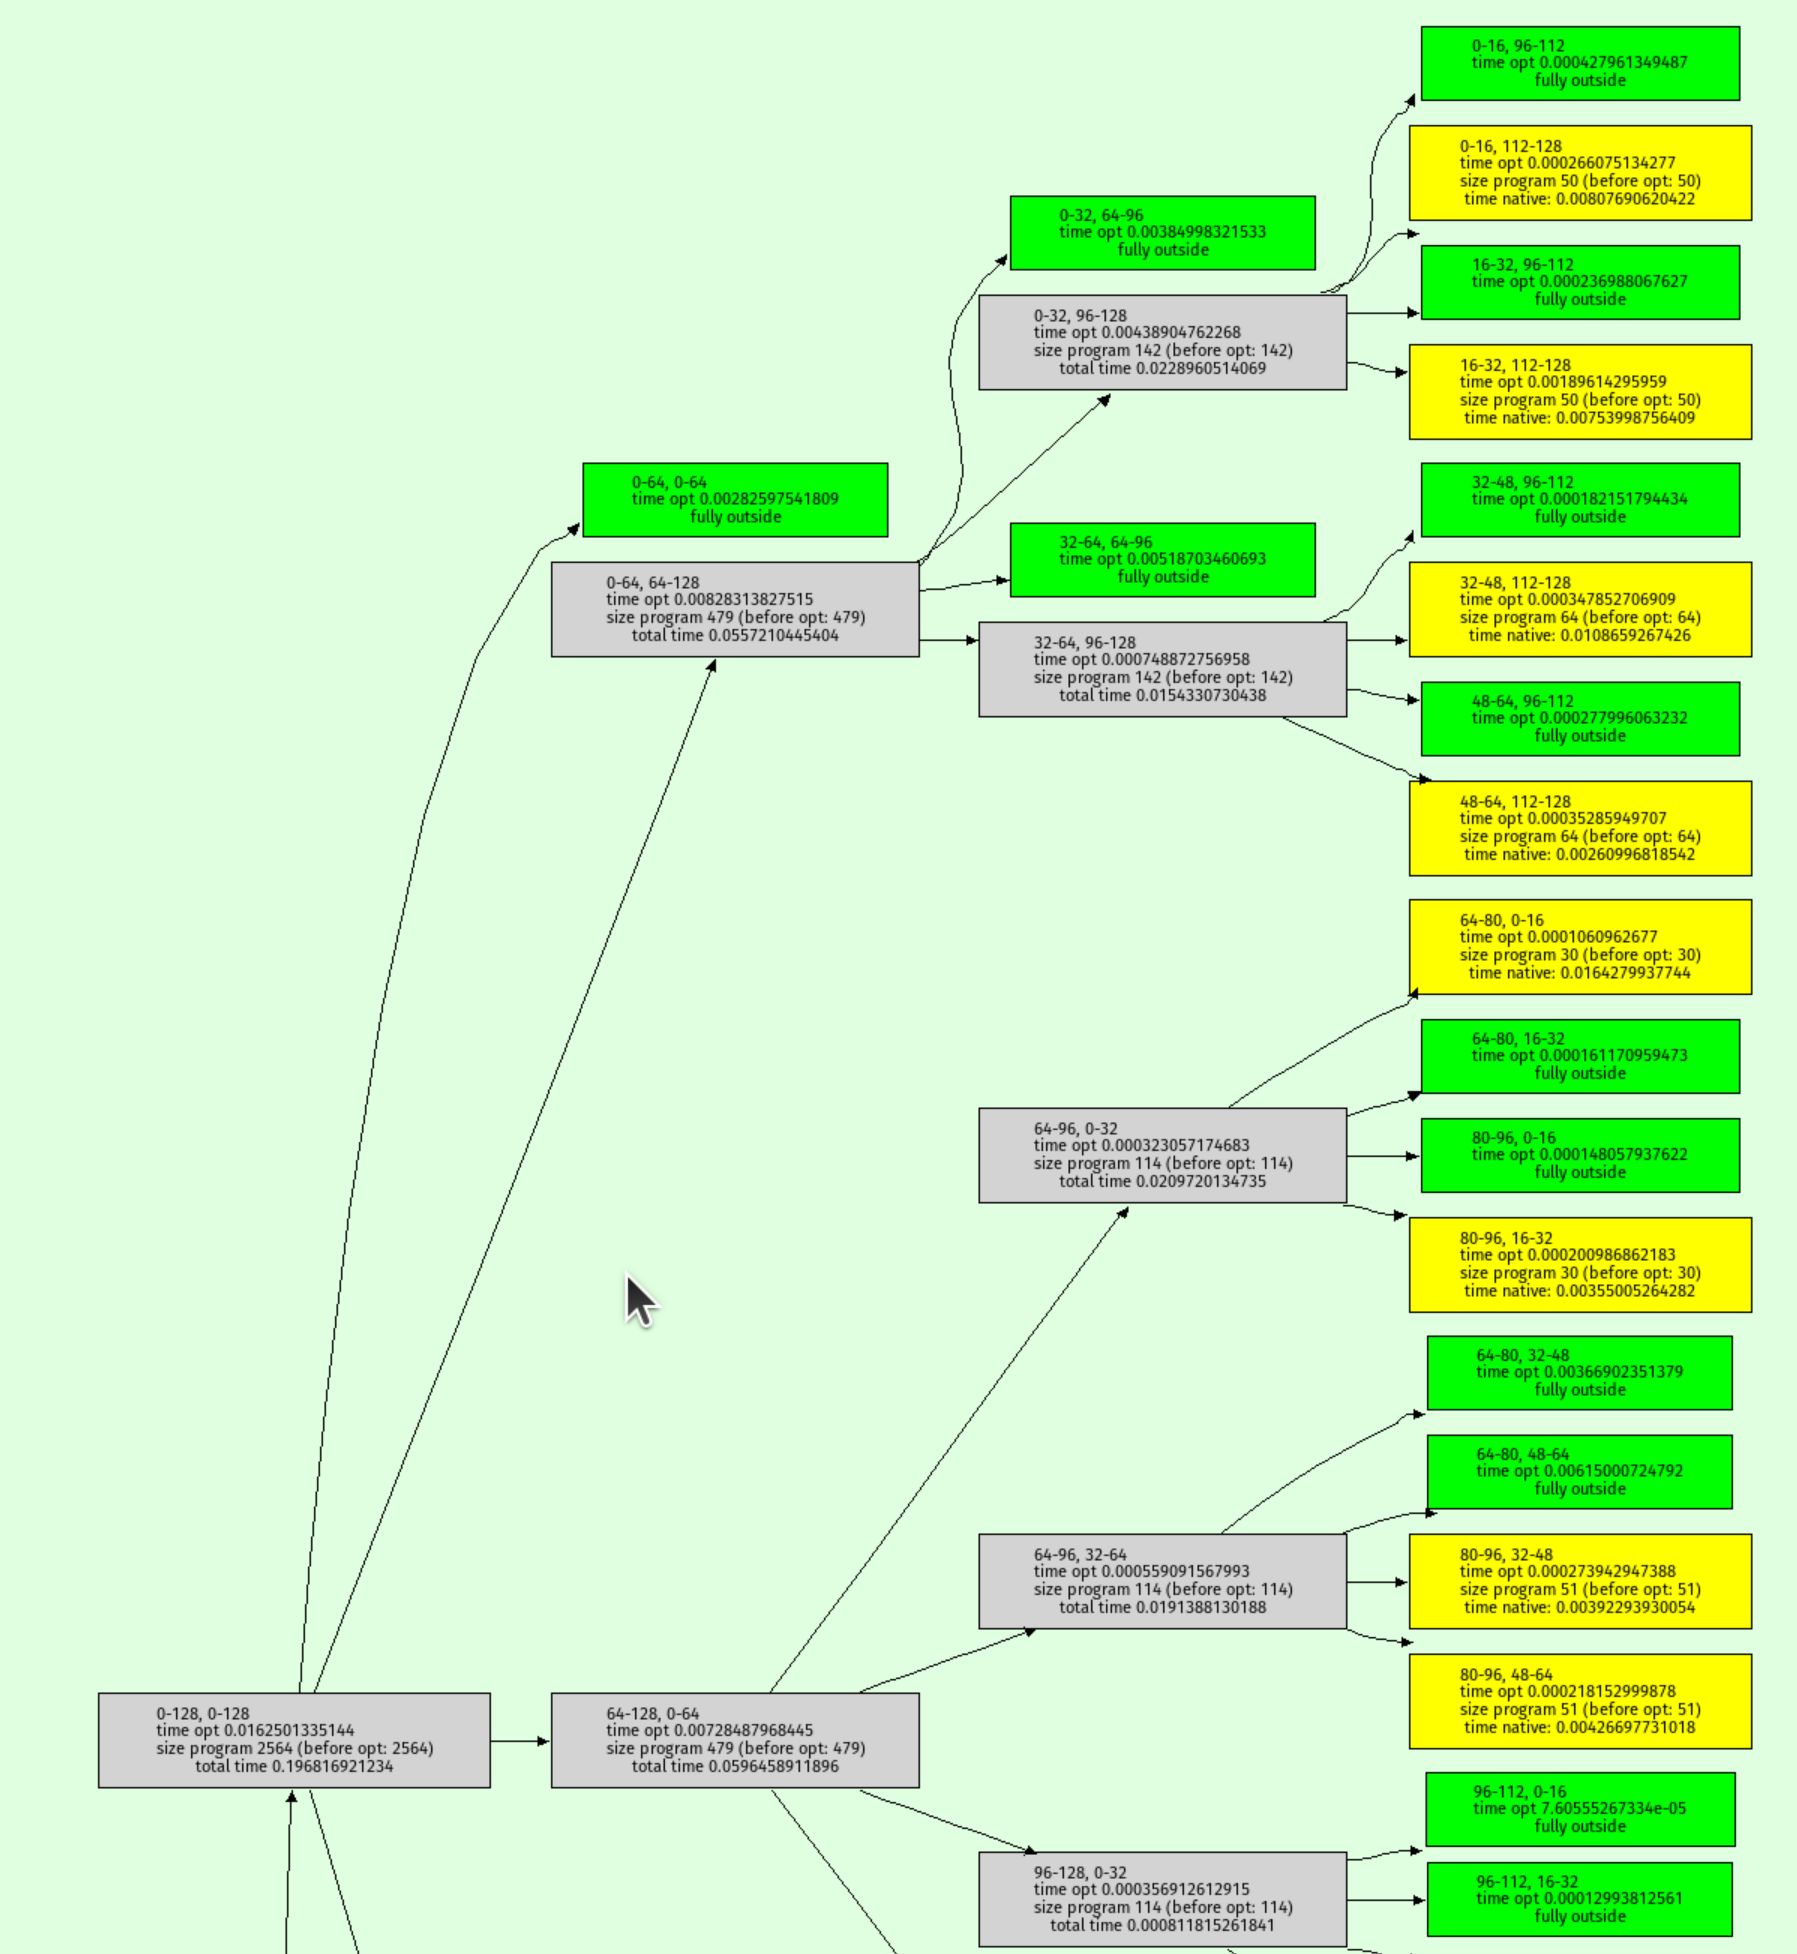 0-16, 96-112
time opt 0.000427961349487
fully outside
0-16, 112-128
time opt 0.000266075134277
size program 50 (before opt: 50)
time native: 0.00807690620422
0-32, 64-96
time opt 0.00384998321533
fully outside
16-32, 96-112
time opt 0.000236988067627
fully outside
0-32, 96-128
time opt 0.00438904762268
size program 142 (before opt: 142)
total time 0.0228960514069
16-32, 112-128
time opt 0.00189614295959
size program 50 (before opt: 50)
time native: 0.00753998756409
0-64, 0-64
time opt 0.00282597541809
fully outside
32-48, 96-112
time opt 0.000182151794434
fully outside
32-64, 64-96
time opt 0.00518703460693
fully outside
0-64, 64-128
time opt 0.00828313827515
size program 479 (before opt: 479)
total time 0.0557210445404
32-48, 112-128
time opt 0.000347852706909
size program 64 (before opt: 64)
time native: 0.0108659267426
32-64, 96-128
time opt 0.000748872756958
size program 142 (before opt: 142)
total time 0.0154330730438
48-64, 96-112
time opt 0.000277996063232
fully outside
48-64, 112-128
time opt 0.00035285949707
size program 64 (before opt: 64)
time native: 0.00260996818542
64-80, 0-16
time opt 0.0001060962677
size program 30 (before opt: 30)
time native: 0.0164279937744
64-80, 16-32
time opt 0.000161170959473
fully outside
64-96, 0-32
time opt 0.000323057174683
size program 114 (before opt: 114)
total time 0.0209720134735
80-96, 0-16
time opt 0.000148057937622
fully outside
80-96, 16-32
time opt 0.000200986862183
size program 30 (before opt: 30)
time native: 0.00355005264282
64-80, 32-48
time opt 0.00366902351379
fully outside
64-80, 48-64
time opt 0.00615000724792
fully outside
64-96, 32-64
time opt 0.000559091567993
size program 114 (before opt: 114)
total time 0.0191388130188
80-96, 32-48
time opt 0.000273942947388
size program 51 (before opt: 51)
time native: 0.00392293930054
80-96, 48-64
time opt 0.000218152999878
size program 51 (before opt: 51)
time native: 0.00426697731018
0-128, 0-128
time opt 0.0162501335144
size program 2564 (before opt: 2564)
total time 0.196816921234
64-128, 0-64
time opt 0.00728487968445
size program 479 (before opt: 479)
total time 0.0596458911896
96-112, 0-16
time opt 7.60555267334e-05
fully outside
96-128, 0-32
time opt 0.000356912612915
size program 114 (before opt: 114)
total time 0.000811815261841
96-112, 16-32
time opt 0.00012993812561
fully outside